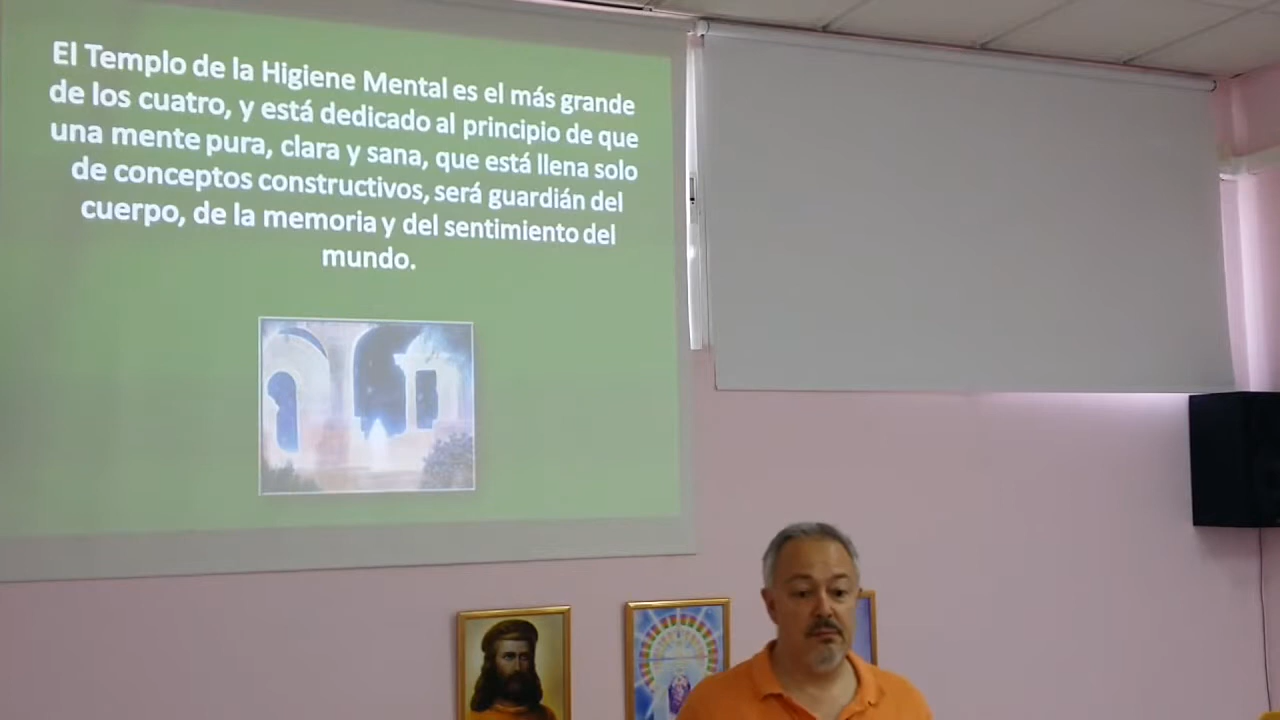 El Templo de la Higiene Mental es el más grande
de los cuatro, y está dedicado al principio de que
una mente pura, clara y sana, que está llena solo
de conceptos constructivos, será guardián del
cuerpo, de la memoria y del sentimiento del
mundo.